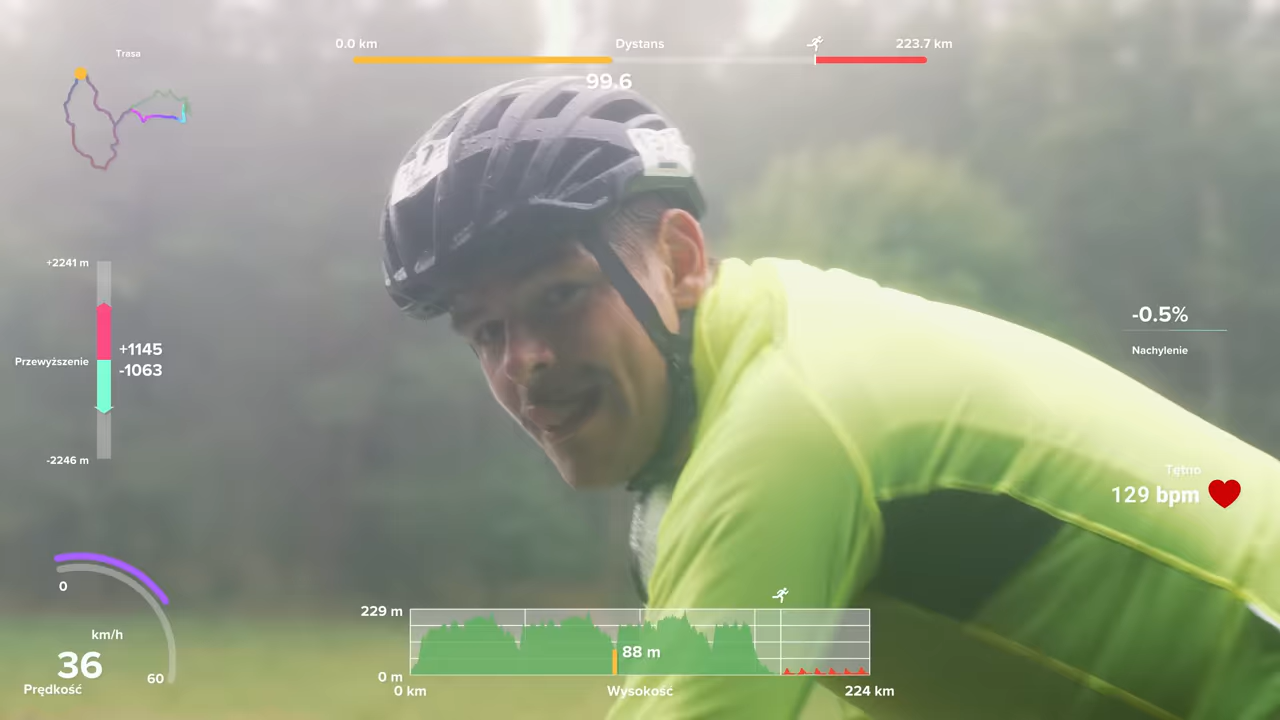 Trasa
0.0 km
Dystans
223.7 km
99.6
+2241 m
Przewyższenie
+1145
-1063
-2246 m
-0.5%
Nachylenie
Tętno
129 bpm
0
km/h
36
60
Prędkość
229 m
88 m
0 m
0 km
Wysokość
224 km